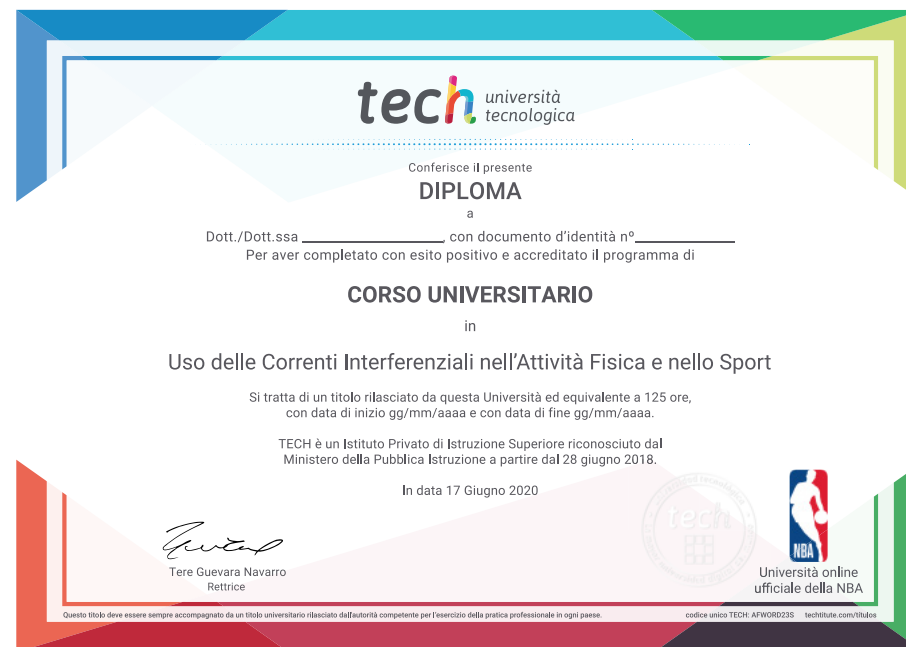 tech università
tecnologica
Conferisce il presente
DIPLOMA
a
Dott./Dott.ssa ____________________, con documento d'identità nº______________
Per aver completato con esito positivo e accreditato il programma di
CORSO UNIVERSITARIO
in
Uso delle Correnti Interferenziali nell'Attività Fisica e nello Sport
Si tratta di un titolo rilasciato da questa Università ed equivalente a 125 ore,
con data di inizio gg/mm/aaaa e con data di fine gg/mm/aaaa.
TECH è un Istituto Privato di Istruzione Superiore riconosciuto dal
Ministero della Pubblica Istruzione a partire dal 28 giugno 2018.
In data 17 Giugno 2020
tech
NBA
Tere Guevara Navarro
Rettrice
Università online
ufficiale della NBA
Questo titolo deve essere sempre accompagnato da un titolo universitario rilasciato dall'autorità competente per l'esercizio della pratica professionale in ogni paese.
codice unico TECH: AFWORD23S techtitute.com/titulos